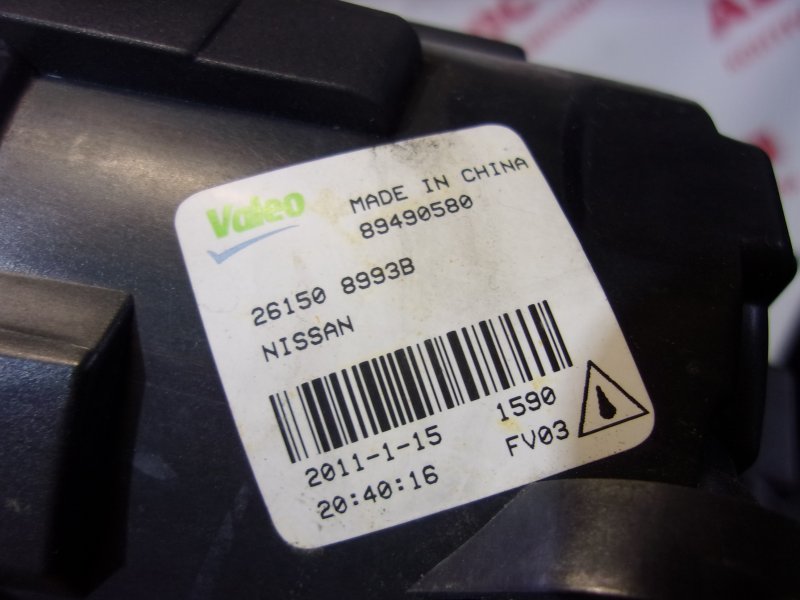 Valeo
MADE IN CHINA
89490580
26150 8993B
NISSAN
2011-1-15
1590
20:40:16
FV03